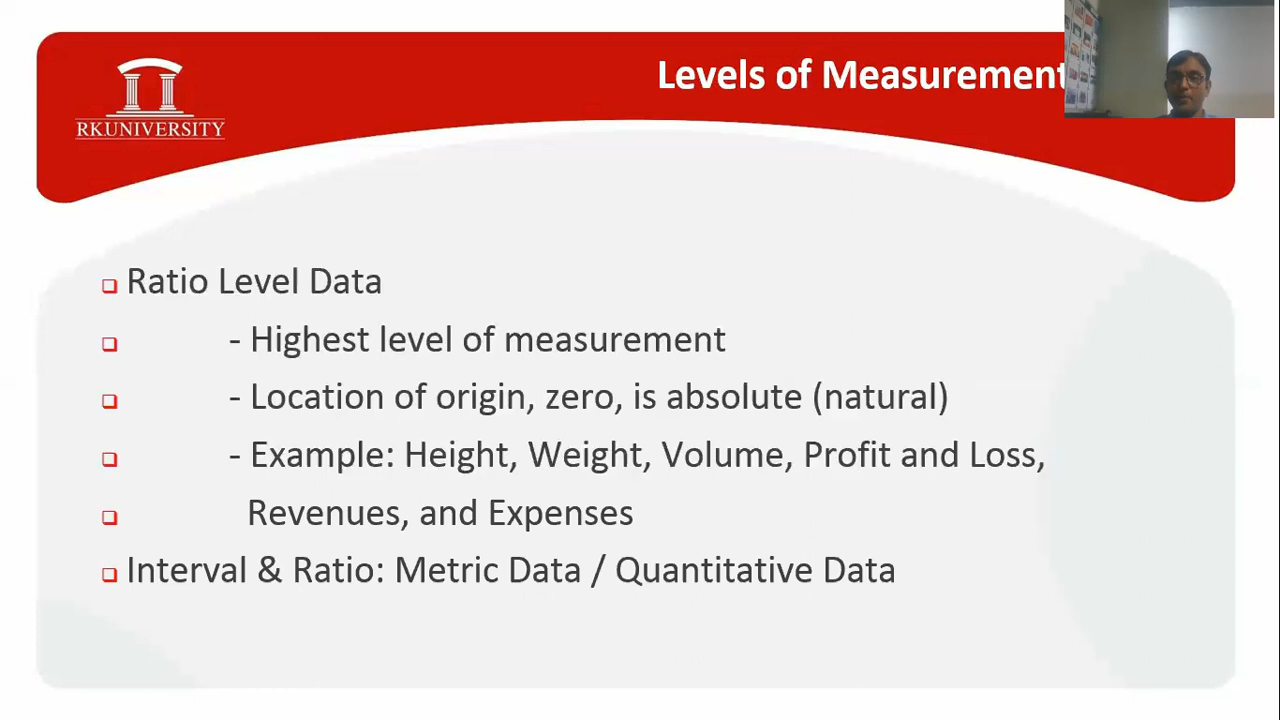 Levels of Measurement
RKUNIVERSITY
Ratio Level Data
- Highest level of measurement
- Location of origin, zero, is absolute (natural)
- Example: Height, Weight, Volume, Profit and Loss,
Revenues, and Expenses
Interval & Ratio: Metric Data / Quantitative Data